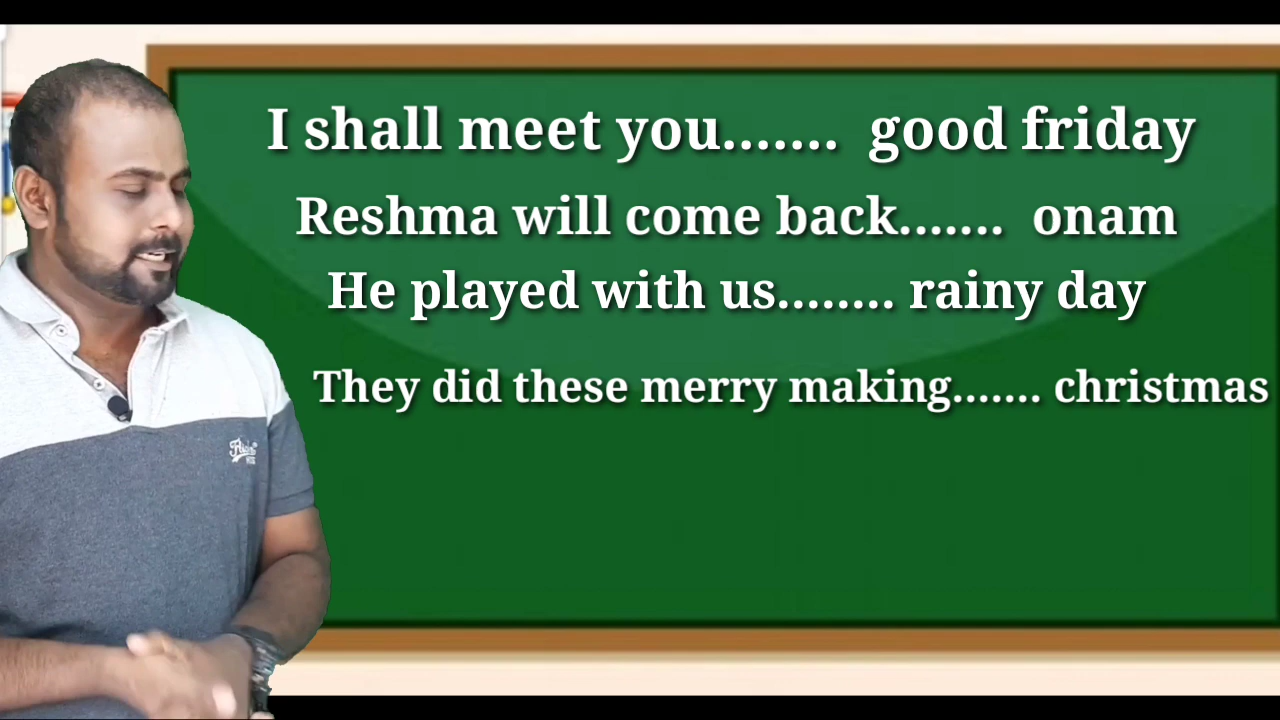 I shall meet you....... good friday
Reshma will come back....... onam
He played with us........ rainy day
They did these merry making....... christmas